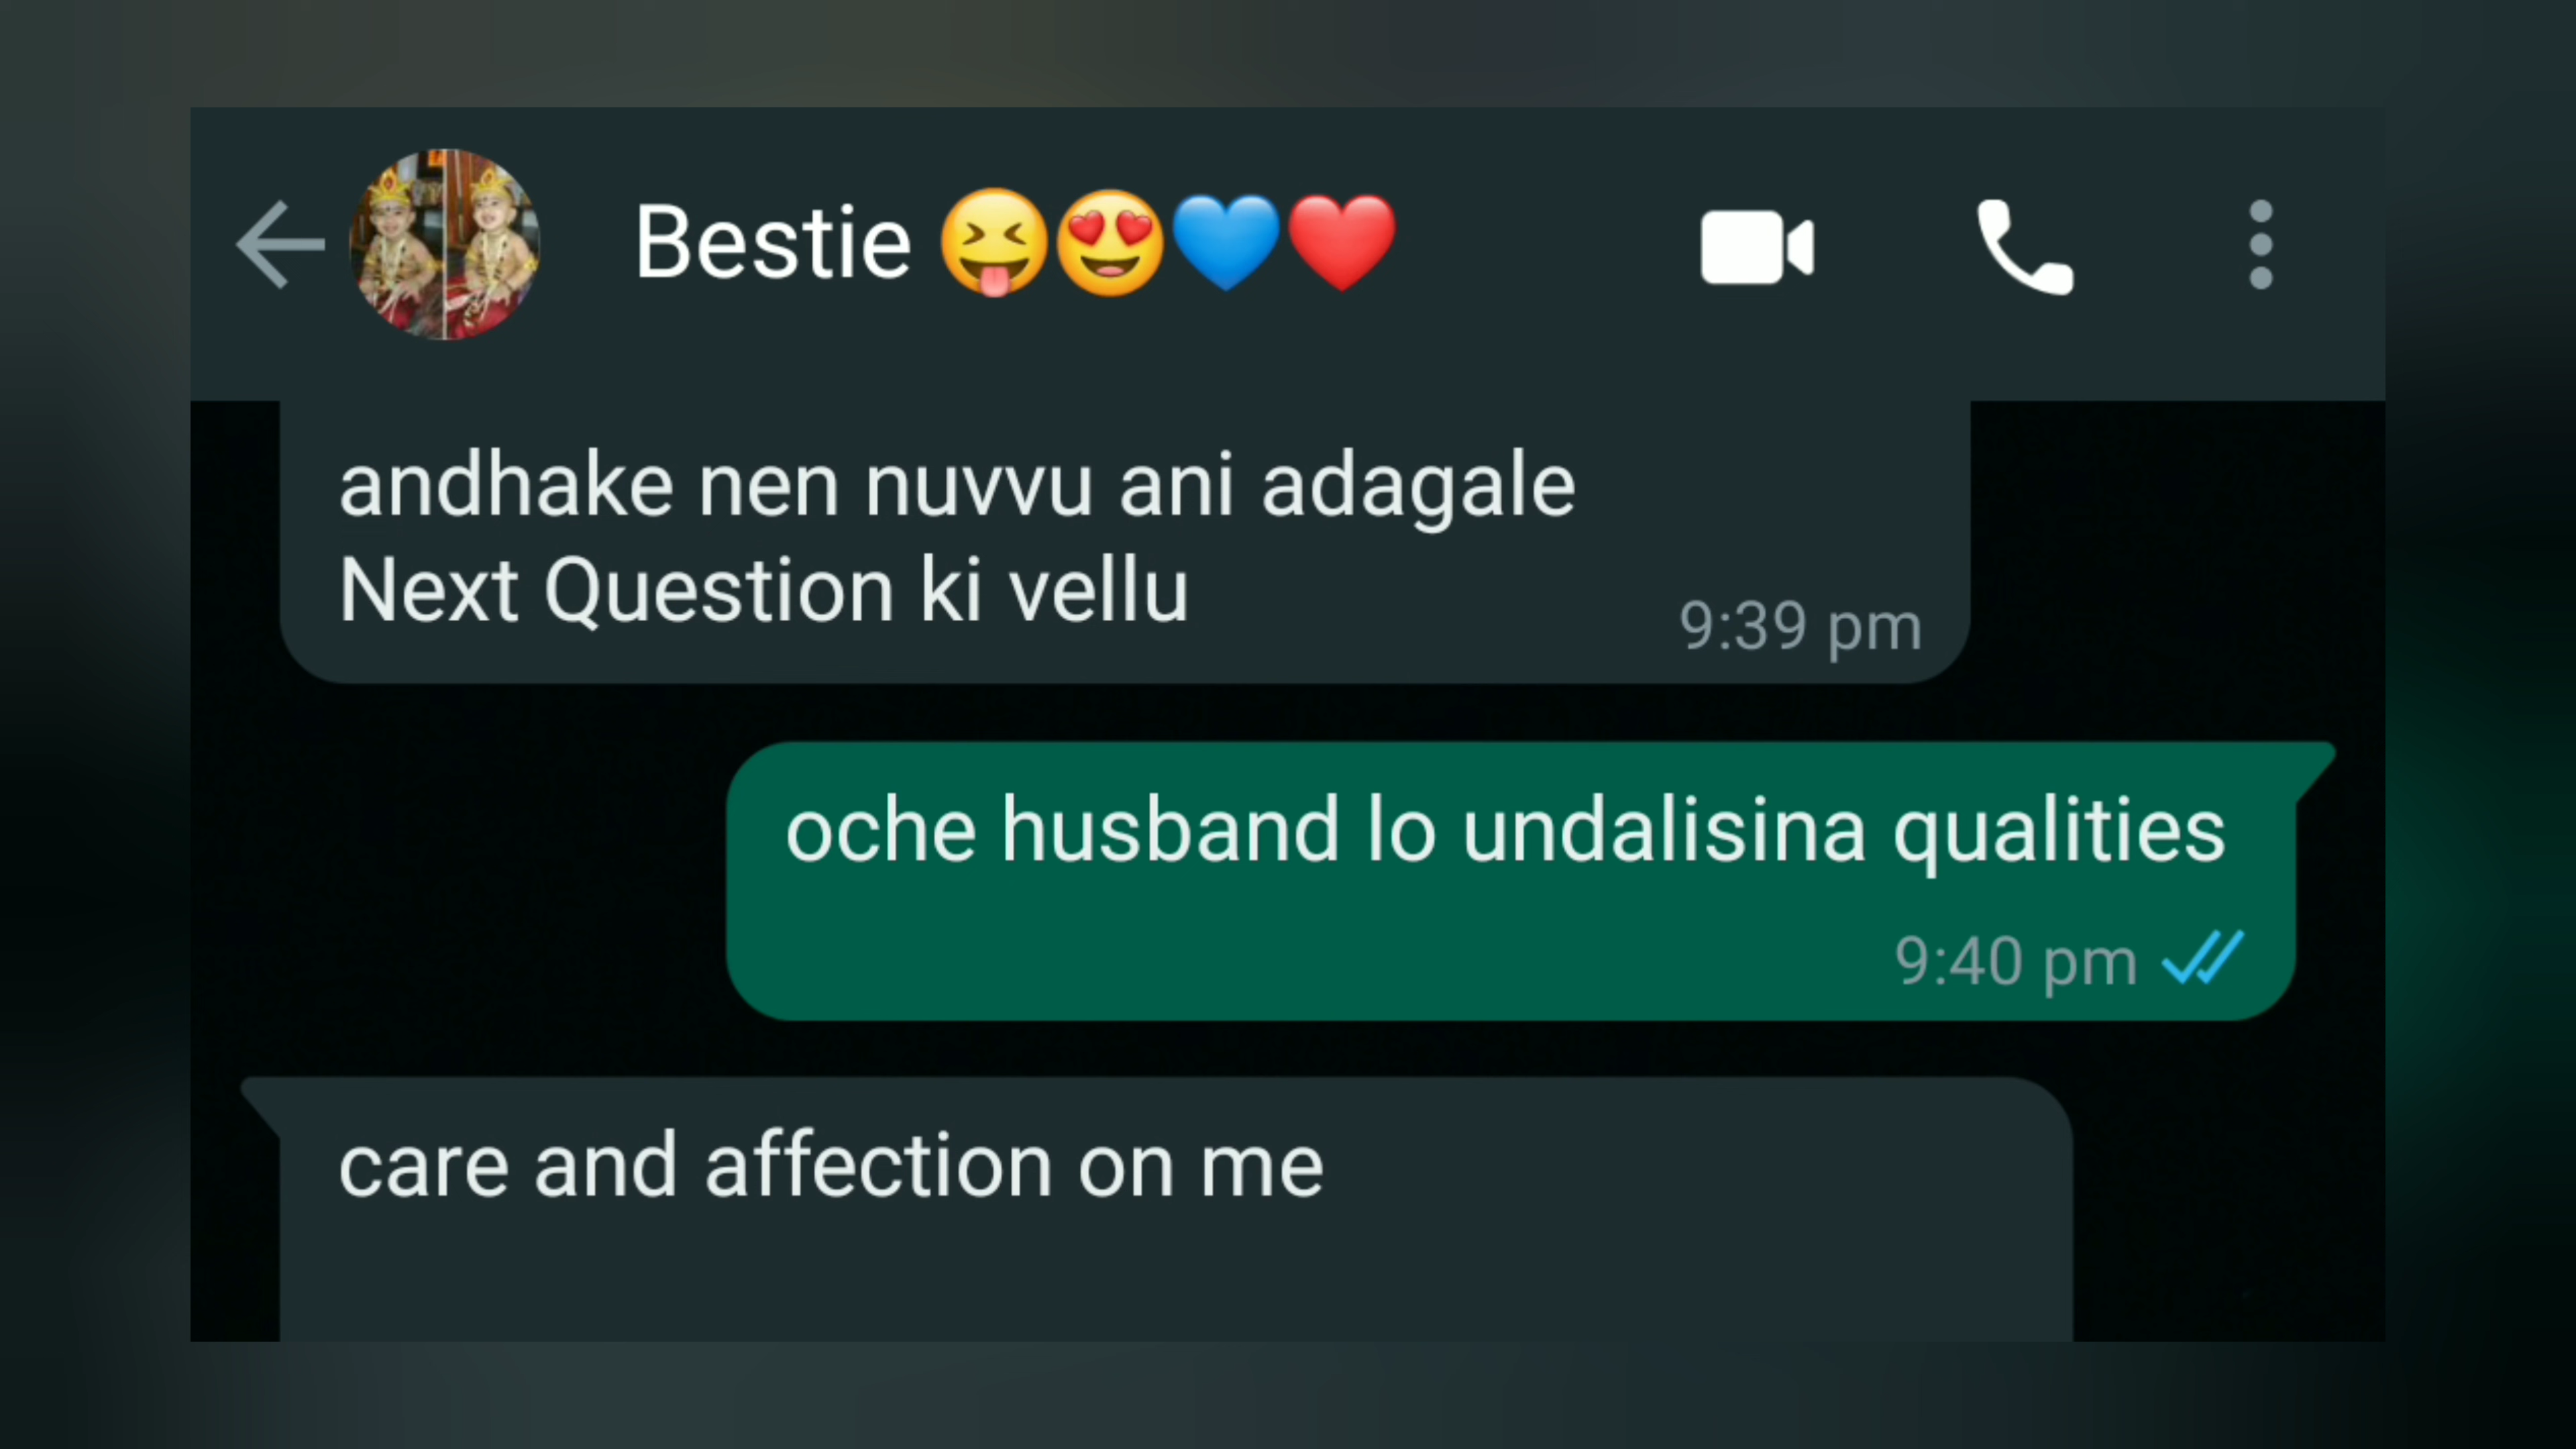 Bestie 😝😍💙❤️
andhake nen nuvvu ani adagale
Next Question ki vellu
9:39 pm
oche husband lo undalisina qualities
9:40 pm
care and affection on me